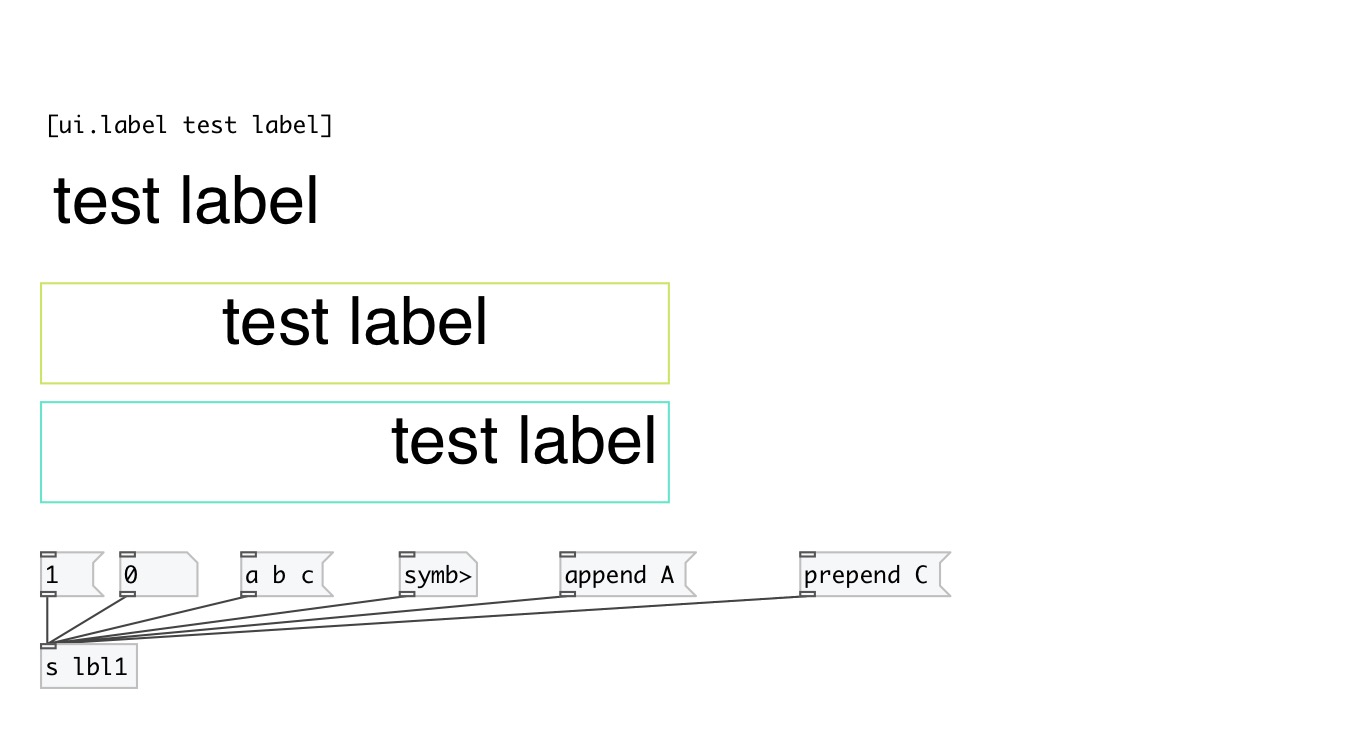 [ui.label test label]
test label
test label
test label
1 0 a b c symb> append A prepend C
s lbl1